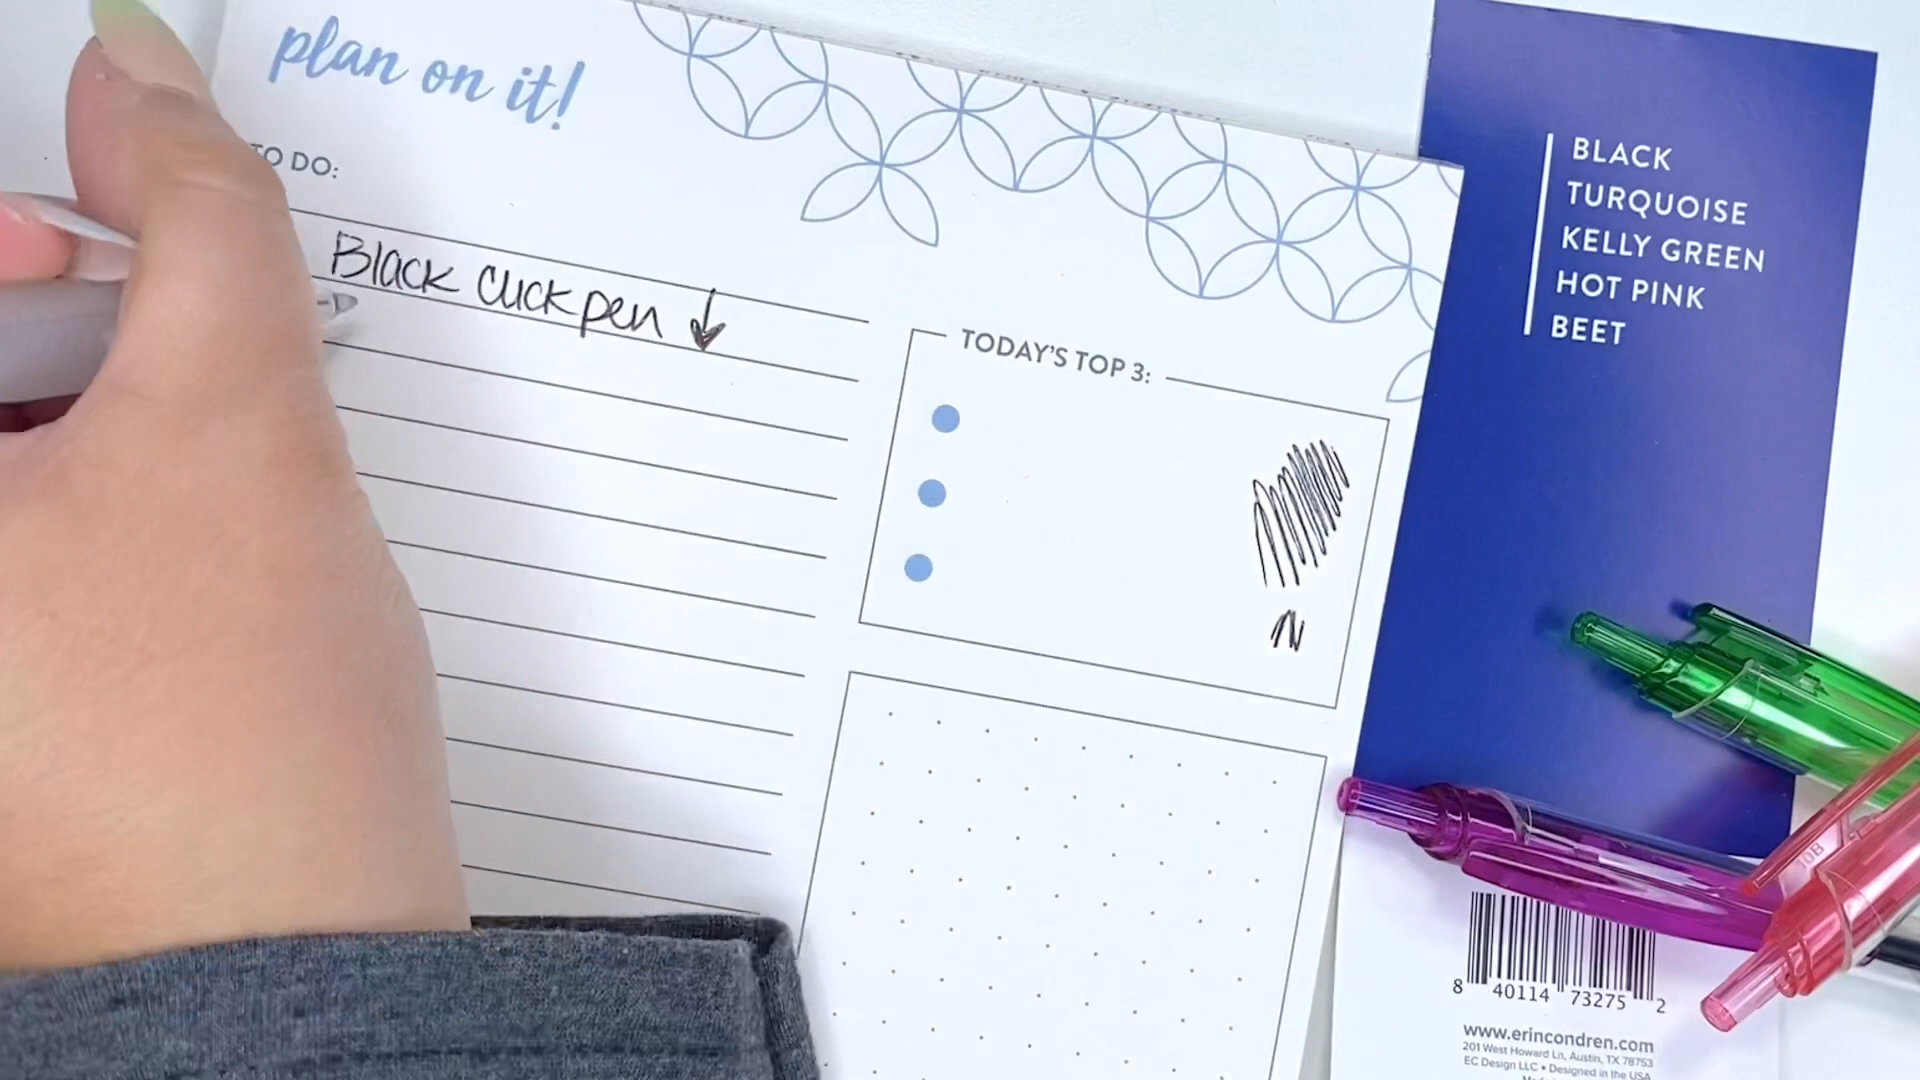 plan on it!
TO DO:
Black Click pen ↓
TODAY'S TOP 3:
BLACK
TURQUOISE
KELLY GREEN
HOT PINK
BEET
8 40114 73275 2
www.erincondren.com
201 West Howard Ln, Austin, TX 78753
EC Design LLC • Designed in the USA